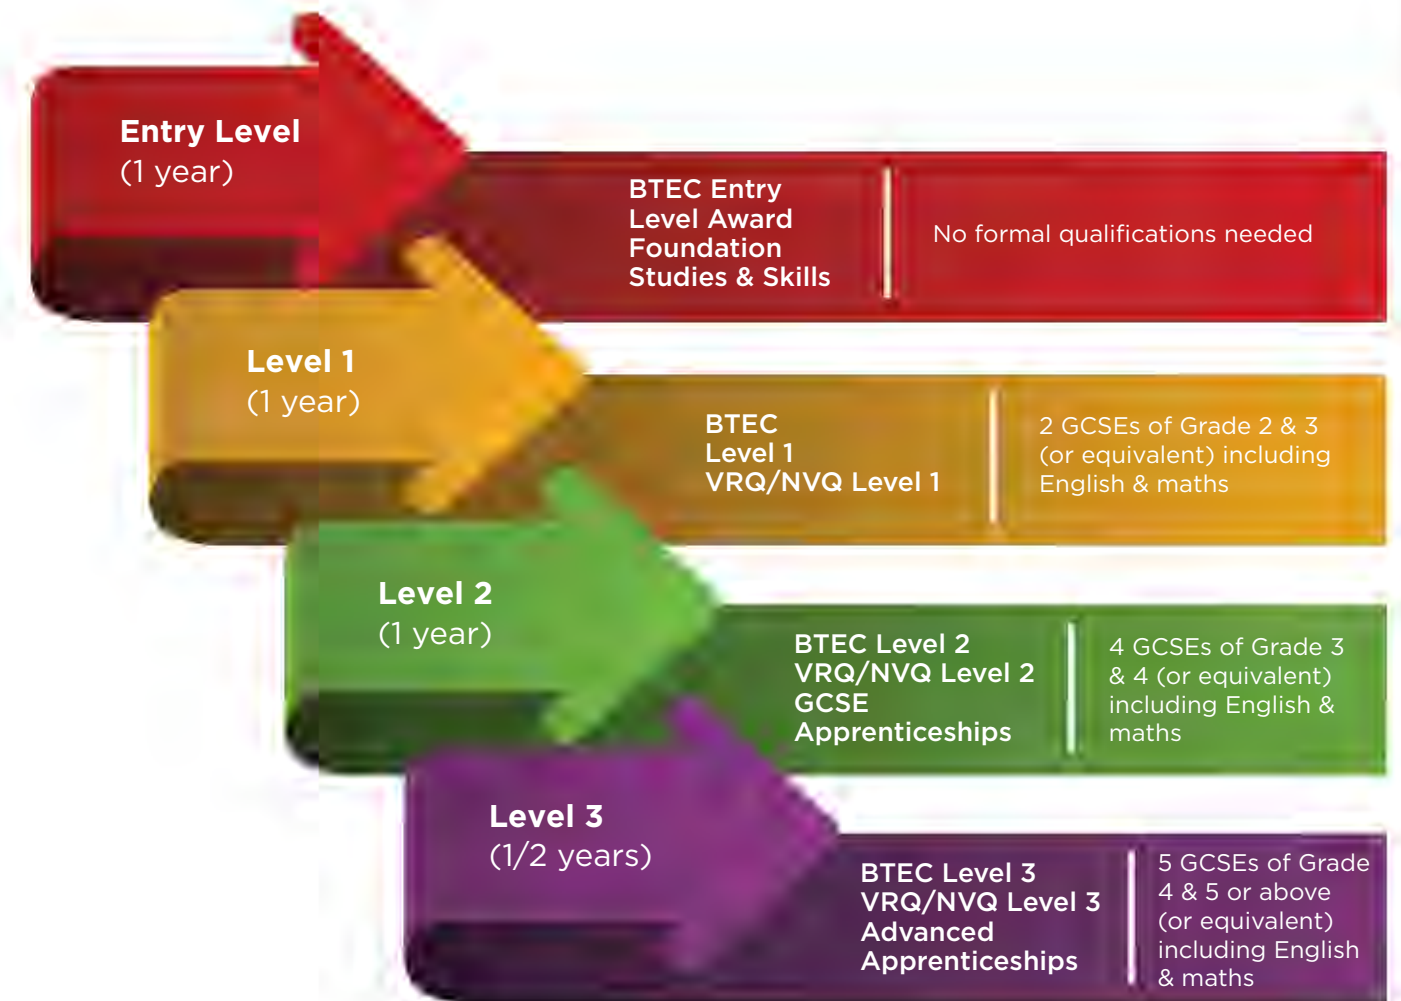 Entry Level
(1 year)
BTEC Entry
Level Award
Foundation
Studies & Skills
No formal qualifications needed
Level 1
(1 year)
BTEC
Level 1
VRQ/NVQ Level 1
2 GCSEs of Grade 2 & 3
(or equivalent) including
English & maths
Level 2
(1 year)
BTEC Level 2
VRQ/NVQ Level 2
GCSE
Apprenticeships
4 GCSEs of Grade 3
& 4 (or equivalent)
including English &
maths
Level 3
(1/2 years)
BTEC Level 3
VRQ/NVQ Level 3
Advanced
Apprenticeships
5 GCSEs of Grade
4 & 5 or above
(or equivalent)
including English
& maths